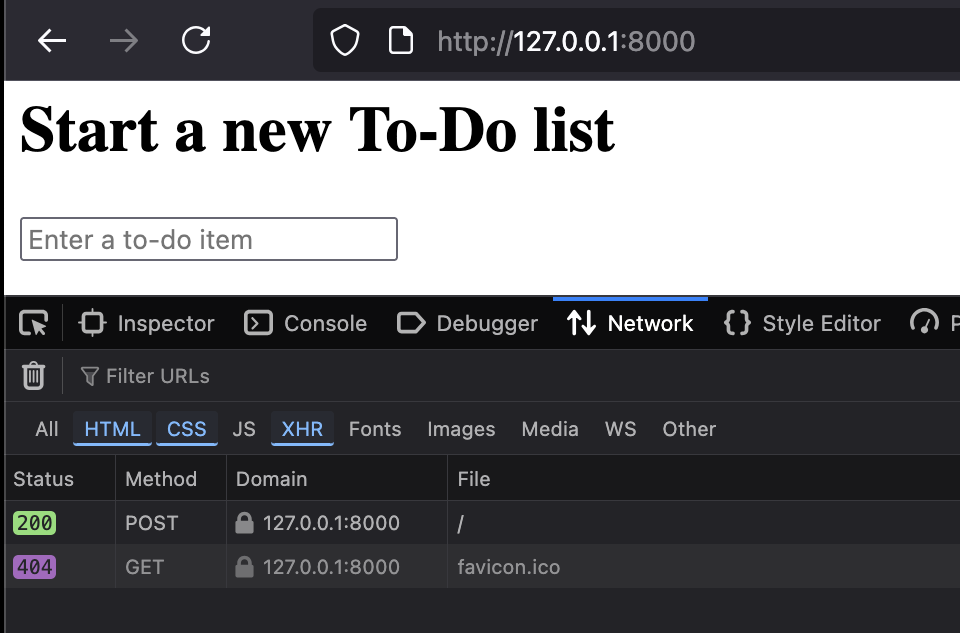 http://127.0.0.1:8000
Start a new To-Do list
Enter a to-do item
Inspector Console Debugger Network Style Editor P
Filter URLs
All HTML CSS JS XHR Fonts Images Media WS Other
Status Method Domain File
200 POST 127.0.0.1:8000 /
404 GET 127.0.0.1:8000 favicon.ico